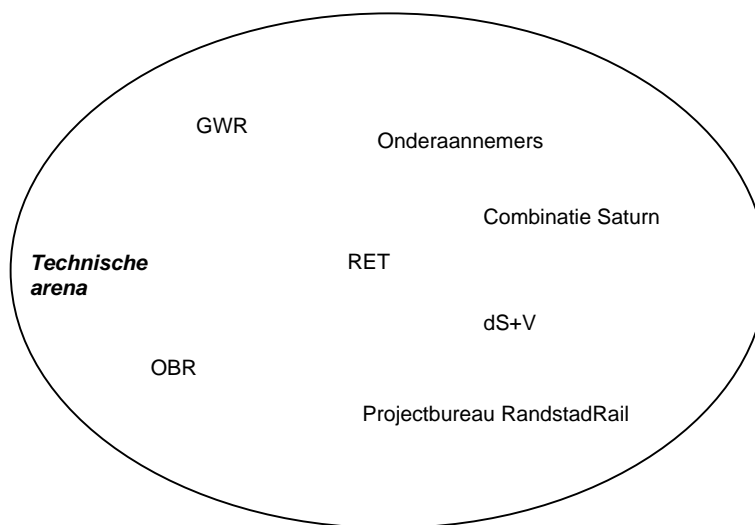 GWR
Onderaannemers
Combinatie Saturn
Technische
arena
RET
dS+V
OBR
Projectbureau RandstadRail